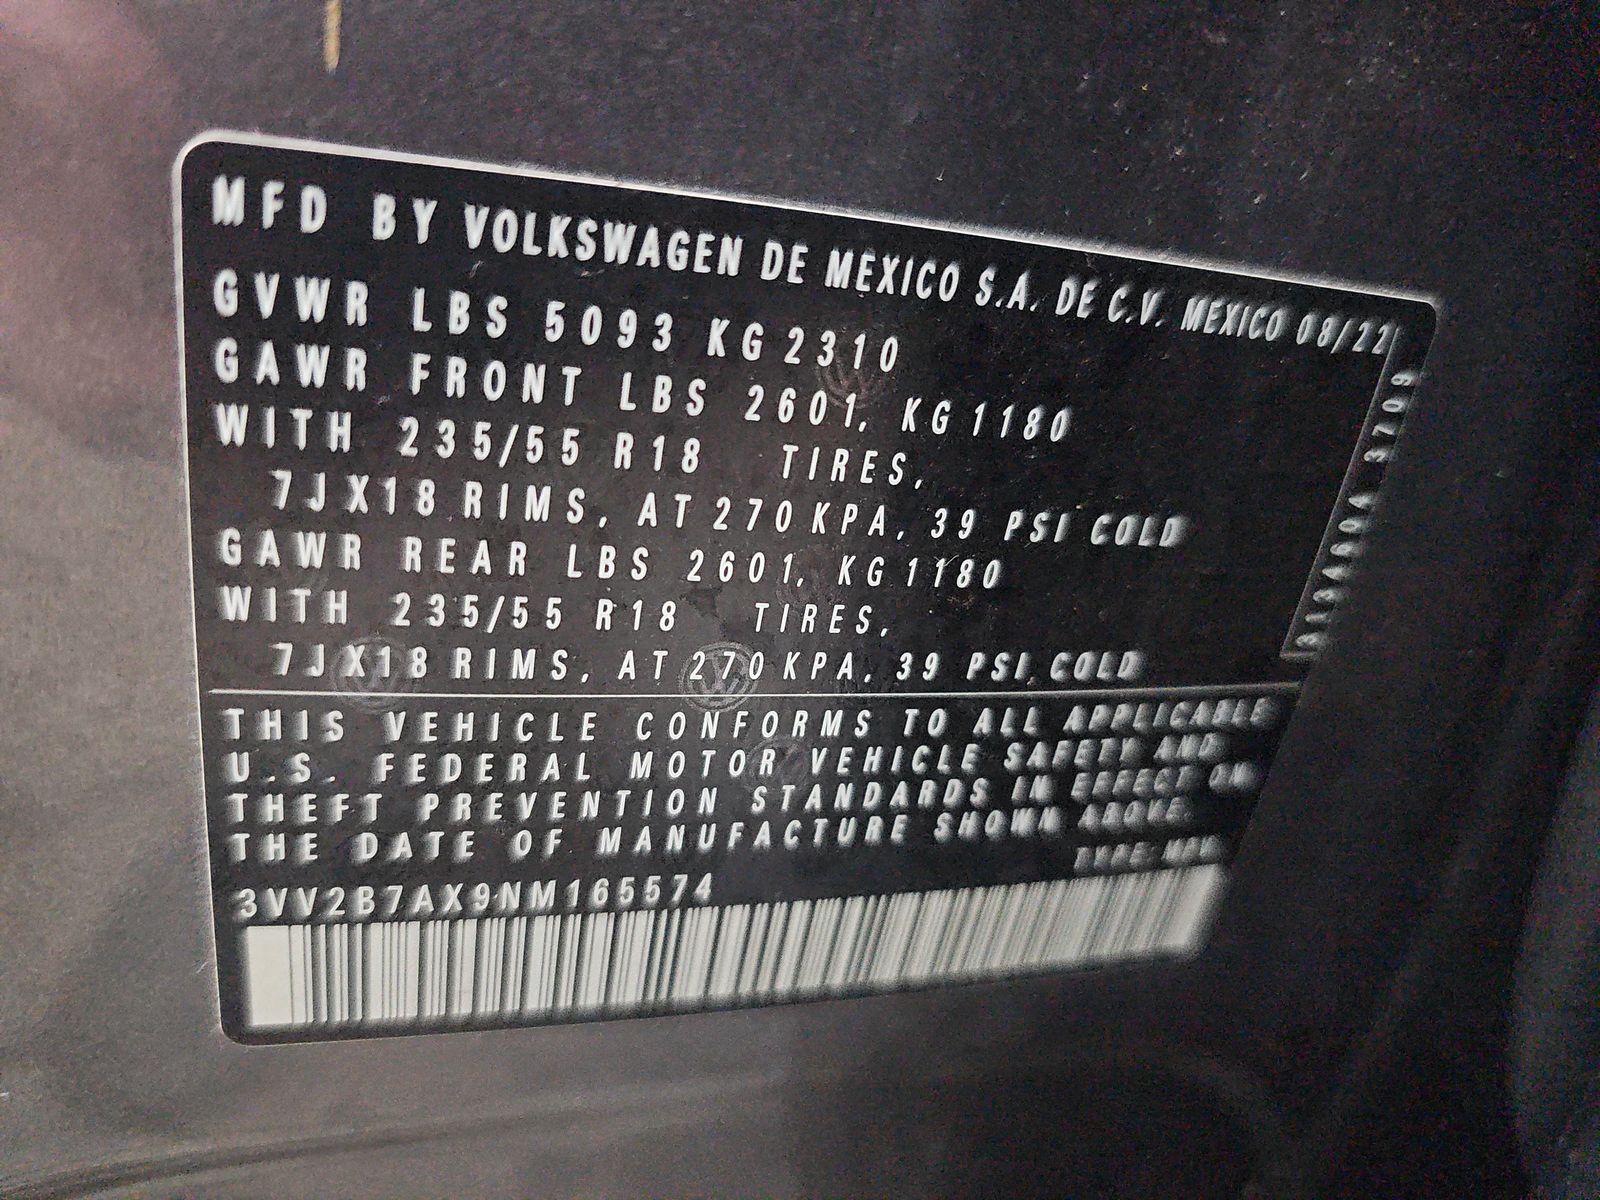 MFD BY VOLKSWAGEN DE MEXICO S.A. DE C.V. MEXICO 08/22
GVWR LBS 5093 KG 2310
GAWR FRONT LBS 2601, KG 1180
WITH 235/55 R18 TIRES,
7JX18 RIMS, AT 270 KPA, 39 PSI COLD
GAWR REAR LBS 2601, KG 1180
WITH 235/55 R18 TIRES,
7JX18 RIMS, AT 270 KPA, 39 PSI COLD
THIS VEHICLE CONFORMS TO ALL APPLICABLE
U.S. FEDERAL MOTOR VEHICLE SAFETY AND
THEFT PREVENTION STANDARDS IN EFFECT ON
THE DATE OF MANUFACTURE SHOWN ABOVE.
TYPE: MPV
3VV2B7AX9NM165574